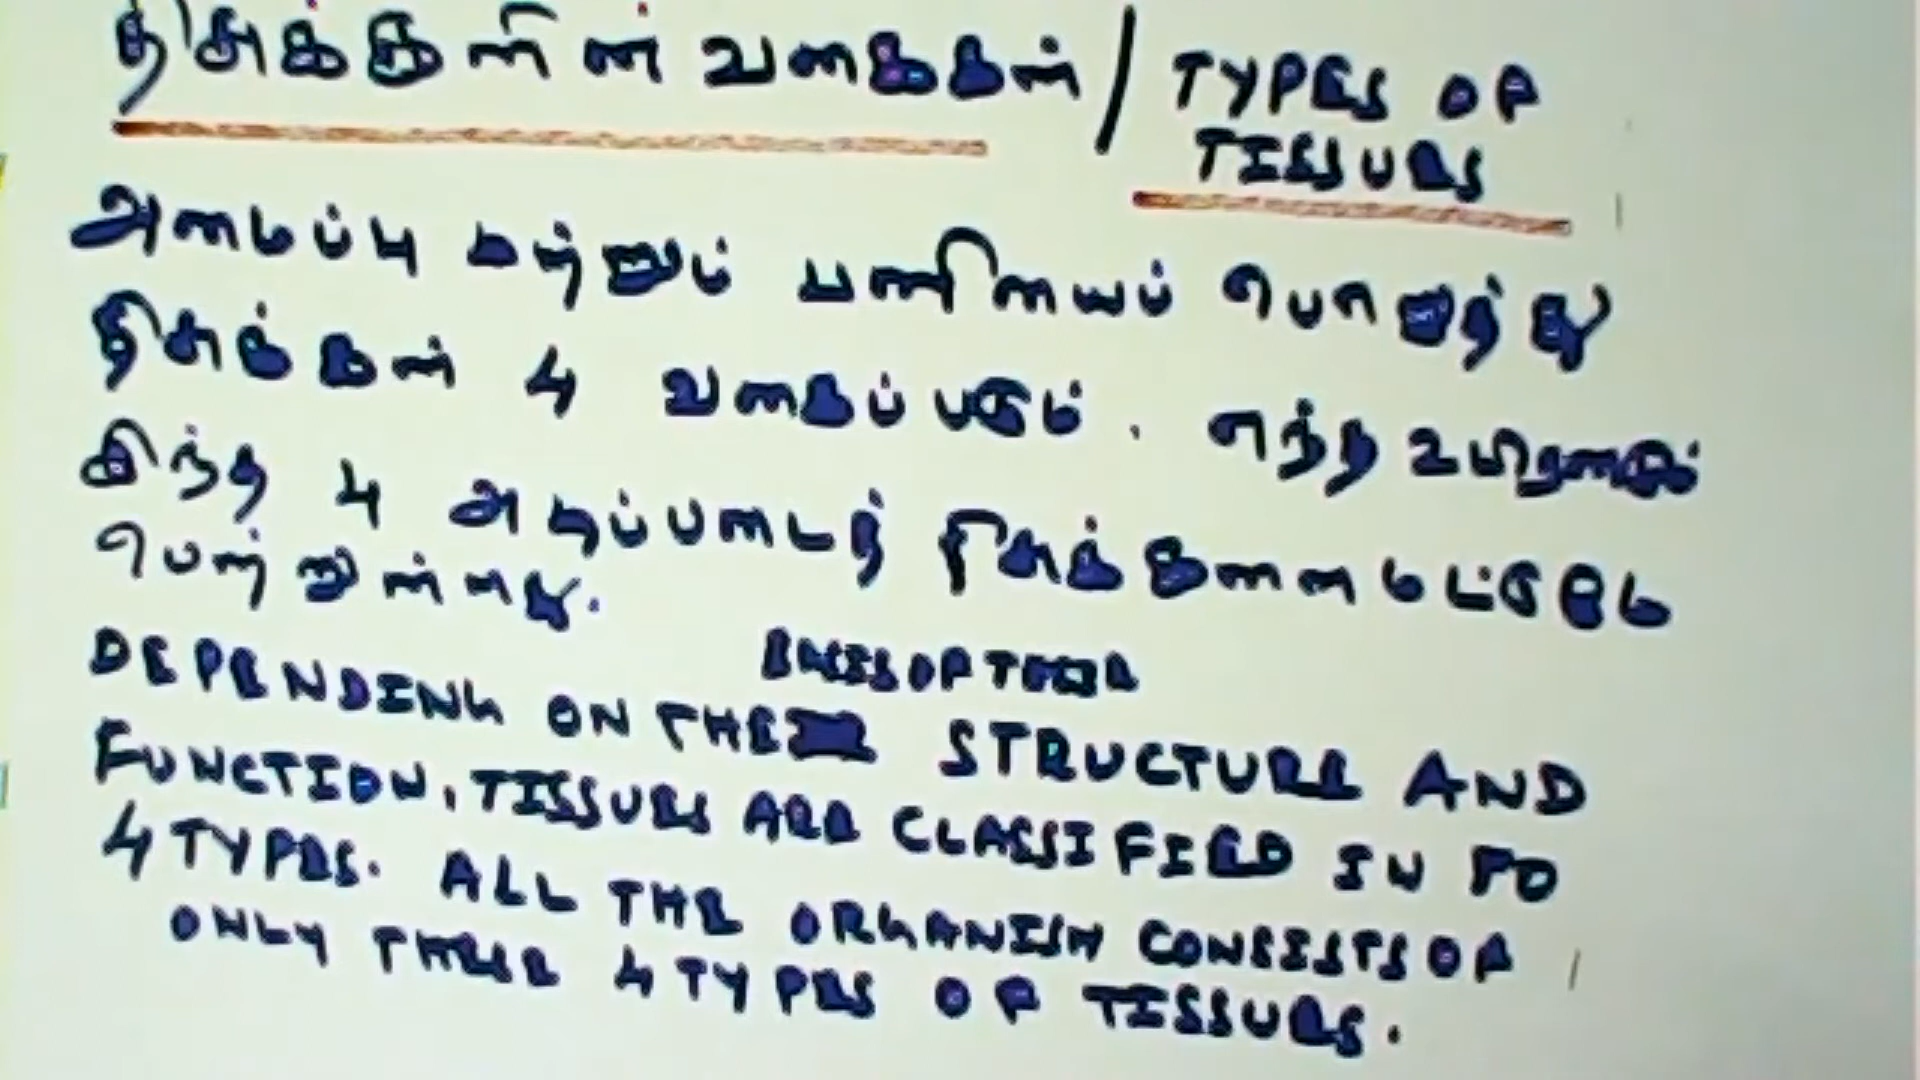 திசுக்களின் வகைகள் / TYPES OF
TISSUES
அமைப்பு மற்றும் பணியைப் பொறுத்து
திசுக்கள் 4 வகைப்படும். எந்த உயிரும்
இந்த 4 அடிப்படைத் திசுக்களை மட்டுமே
பெற்றுள்ளது.
BASIS OF THEIR
DEPENDING ON THE STRUCTURE AND
FUNCTION, TISSUES ARE CLASSIFIED IN TO
4 TYPES. ALL THE ORGANISM CONSISTS OF
ONLY THESE 4 TYPES OF TISSUES.